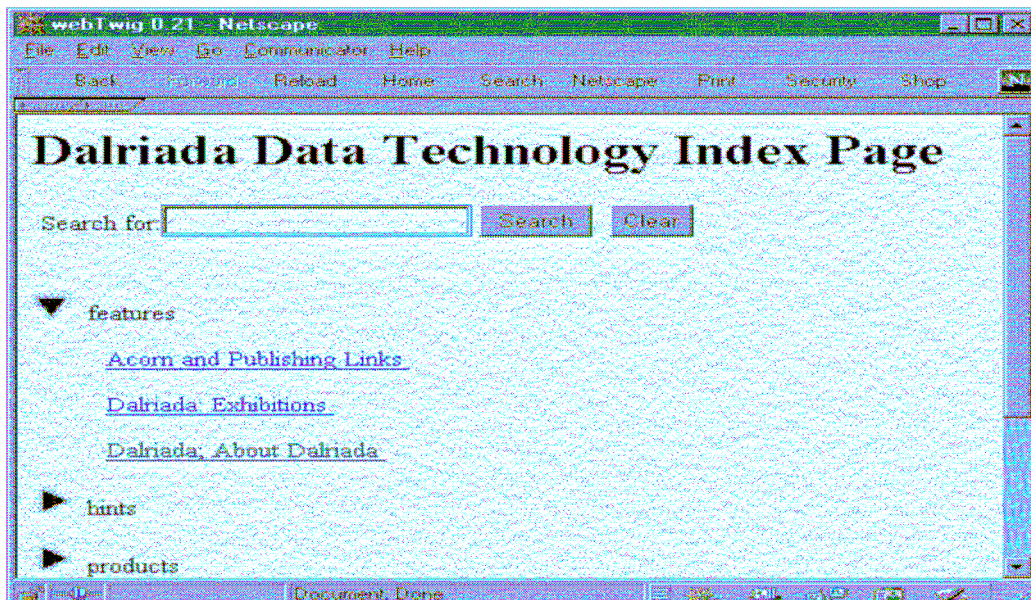 webTwig 0.21 - Netscape
File Edit View Go Communicator Help
Back Forward Reload Home Search Netscape Print Security Shop
Dalriada Data Technology Index Page
Search for: Search Clear
features
Acorn and Publishing Links
Dalriada: Exhibitions
Dalriada; About Dalriada
hints
products
Document: Done